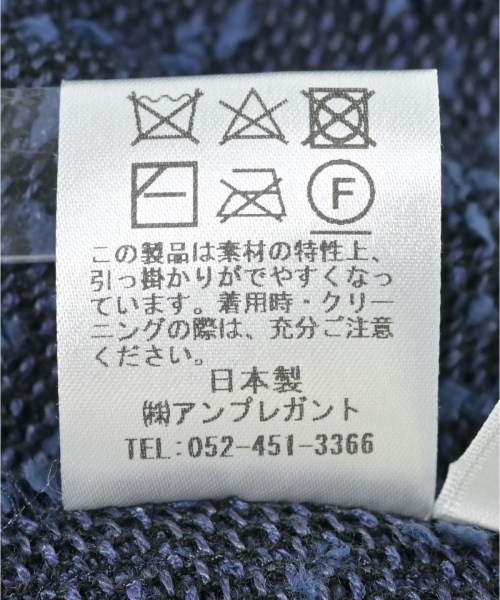 F
この製品は素材の特性上、
引っ掛かりがでやすくなっ
ています。着用時・クリー
ニングの際は、充分ご注意
ください。
日本製
㈱アンプレガント
TEL:052-451-3366